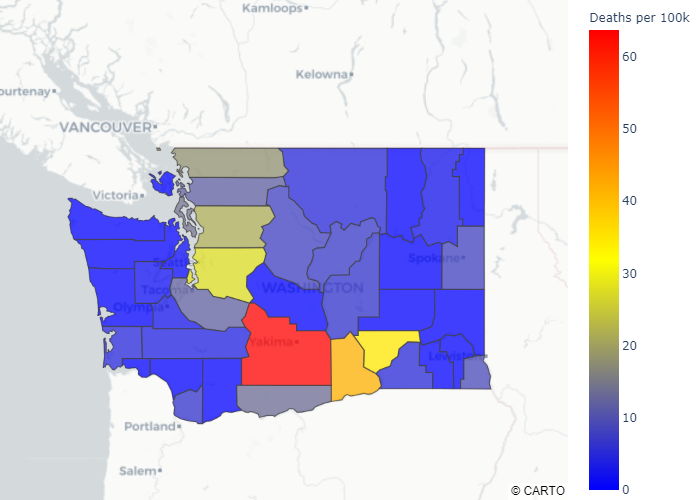 Kamloops
Deaths per 100k
60
Kelowna
ourtenay
VANCOUVER
50
Victoria
40
Spokane
Seatt
30
Tacoma
WASHINGTON
Olympia
20
Yakima
Lewiston
10
Portland
Salem
0
© CARTO